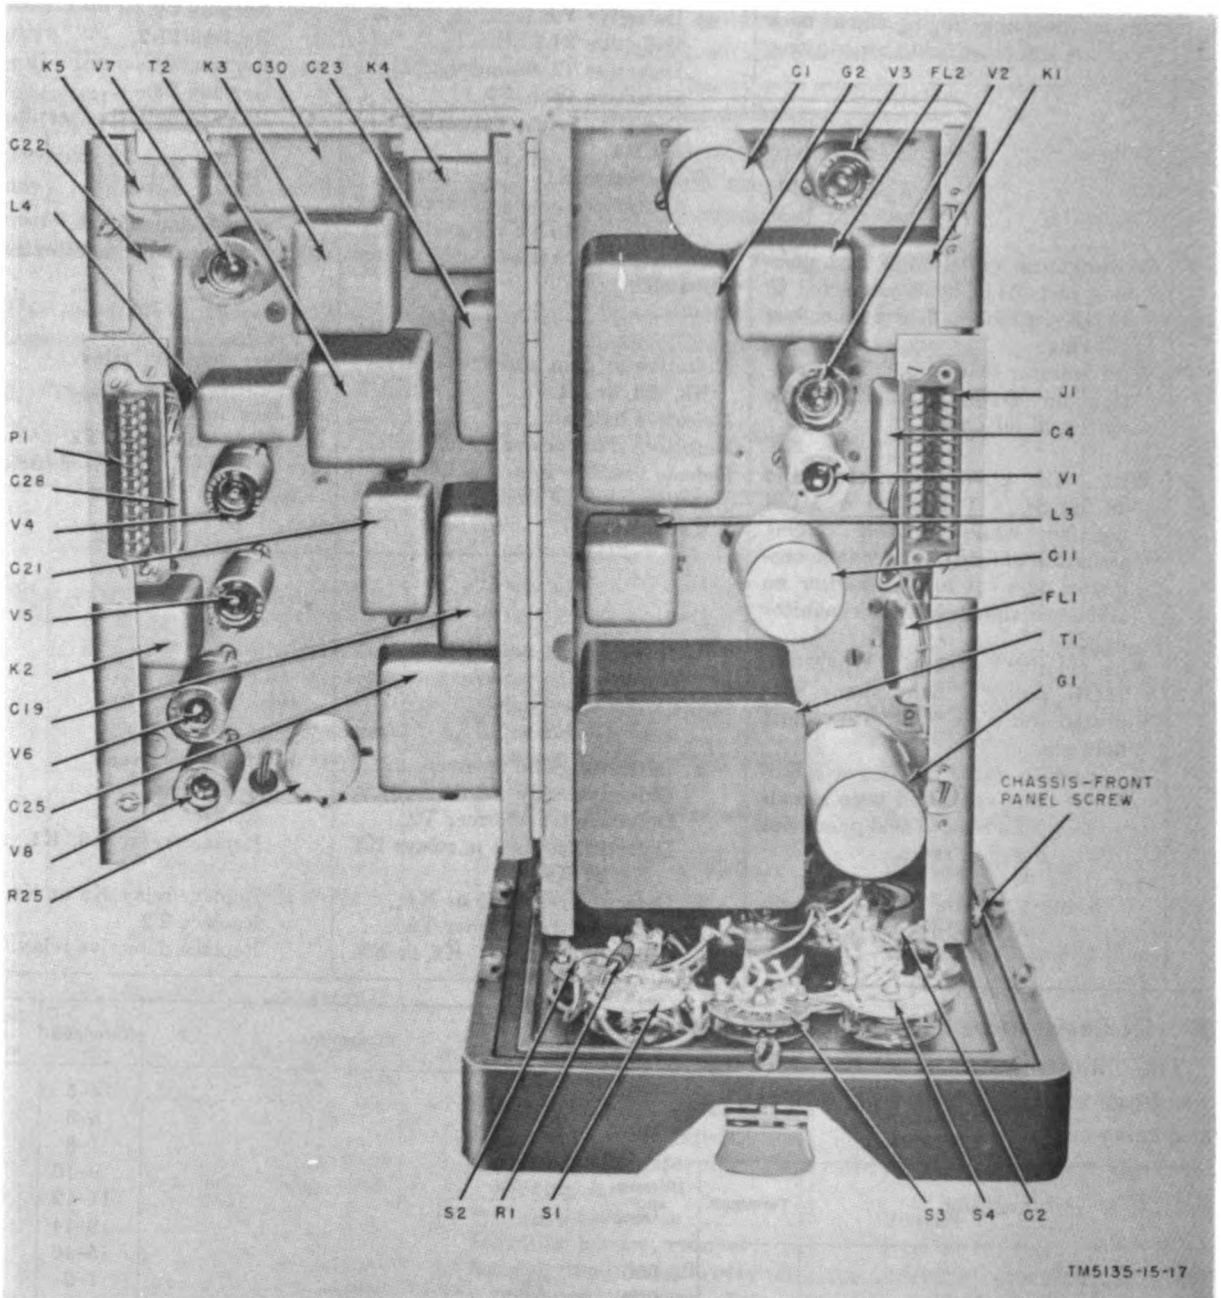 K5 V7 T2 K3 C30 C23 K4
C1 G2 V3 FL2 V2 K1
C22
L4
P1
C28
V4
C21
V5
K2
C19
V6
C25
V8
R25
J1
C4
V1
L3
C11
FL1
T1
G1
CHASSIS-FRONT
PANEL SCREW
S2 R1 S1
S3 S4 C2
TM5135-15-17